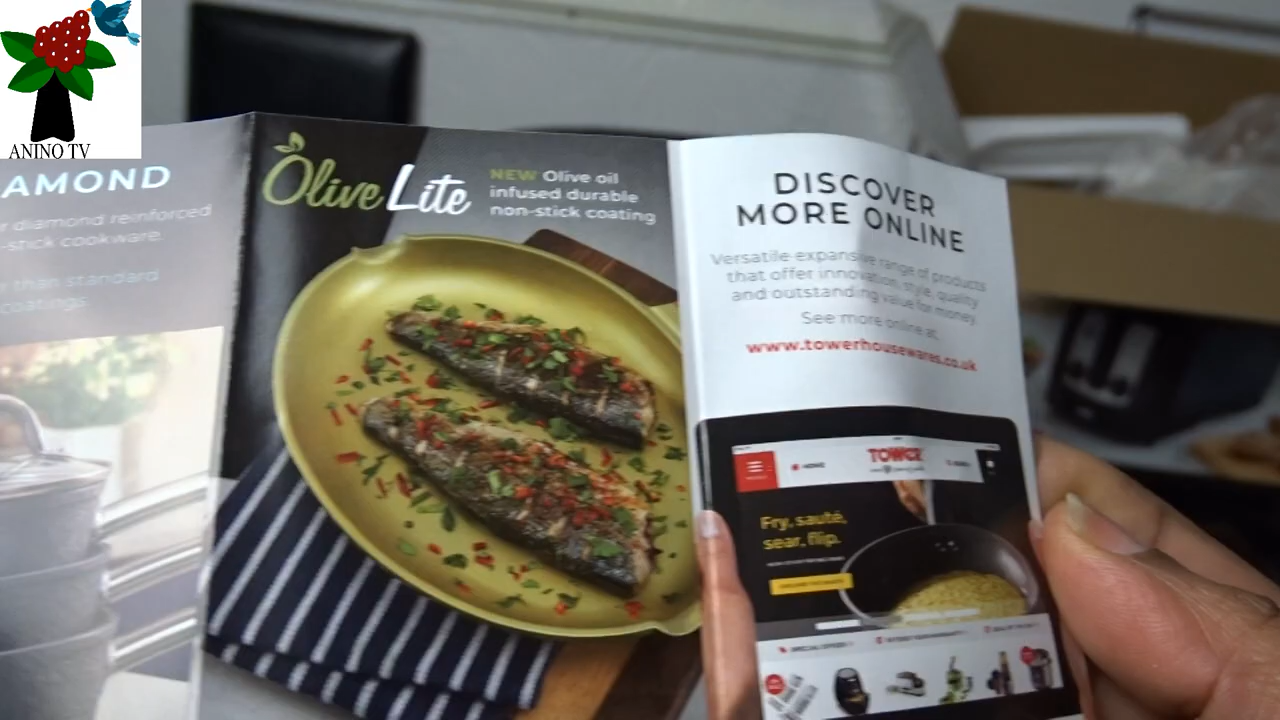 ANINO TV
AMOND
r diamond reinforced
-stick cookware.
r than standard
coatings.
Olive Lite
NEW Olive oil
infused durable
non-stick coating
DISCOVER
MORE ONLINE
Versatile expansive range of products
that offer innovation, style, quality
and outstanding value for money.
See more online at:
www.towerhousewares.co.uk
TOWER
HOME
Fry, sauté,
sear, flip.